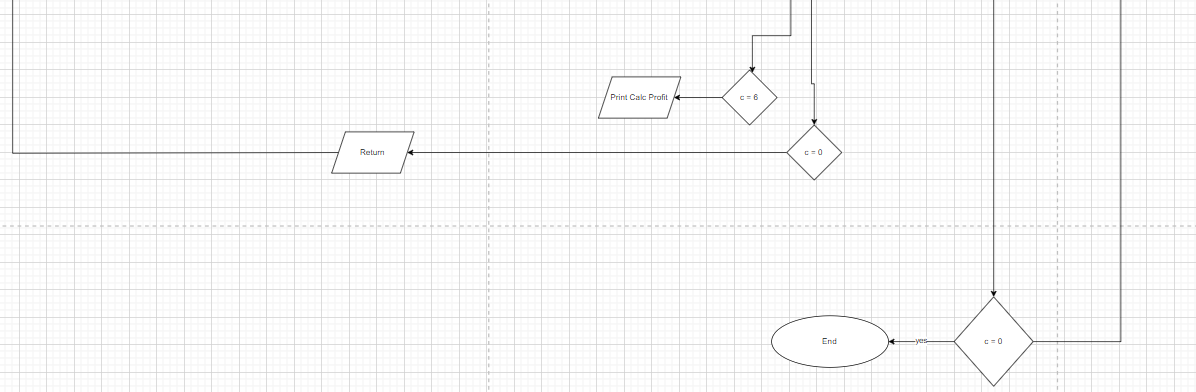 Print Calc Profit
c = 6
Return
c = 0
End
yes
c = 0